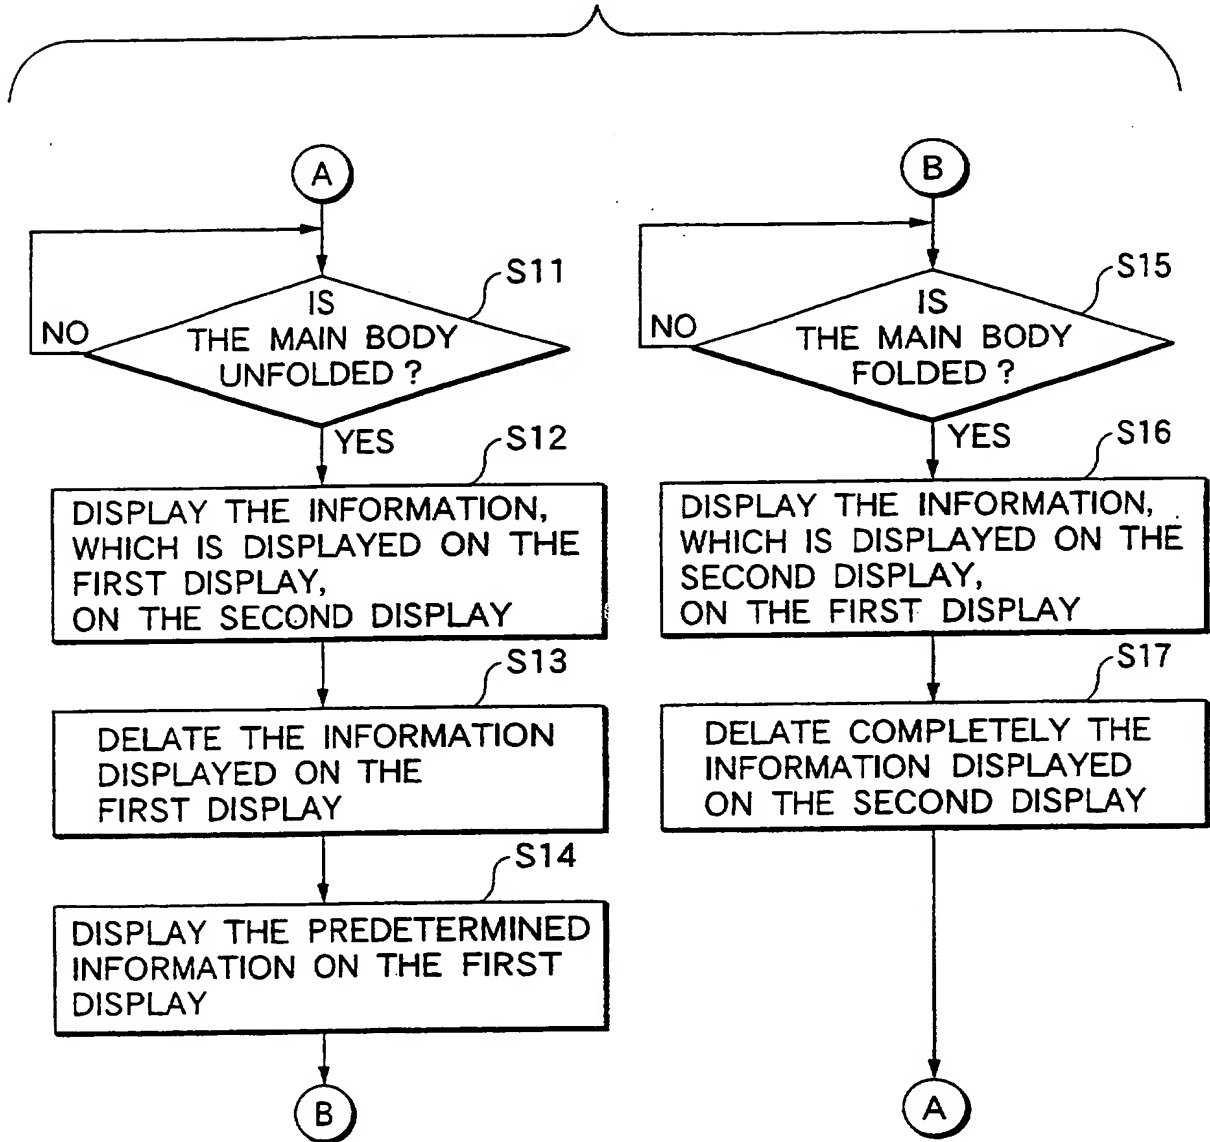 A
S11
IS
THE MAIN BODY
UNFOLDED?
NO
YES
S12
DISPLAY THE INFORMATION,
WHICH IS DISPLAYED ON THE
FIRST DISPLAY,
ON THE SECOND DISPLAY
S13
DELATE THE INFORMATION
DISPLAYED ON THE
FIRST DISPLAY
S14
DISPLAY THE PREDETERMINED
INFORMATION ON THE FIRST
DISPLAY
B
B
S15
IS
THE MAIN BODY
FOLDED?
NO
YES
S16
DISPLAY THE INFORMATION,
WHICH IS DISPLAYED ON THE
SECOND DISPLAY,
ON THE FIRST DISPLAY
S17
DELATE COMPLETELY THE
INFORMATION DISPLAYED
ON THE SECOND DISPLAY
A